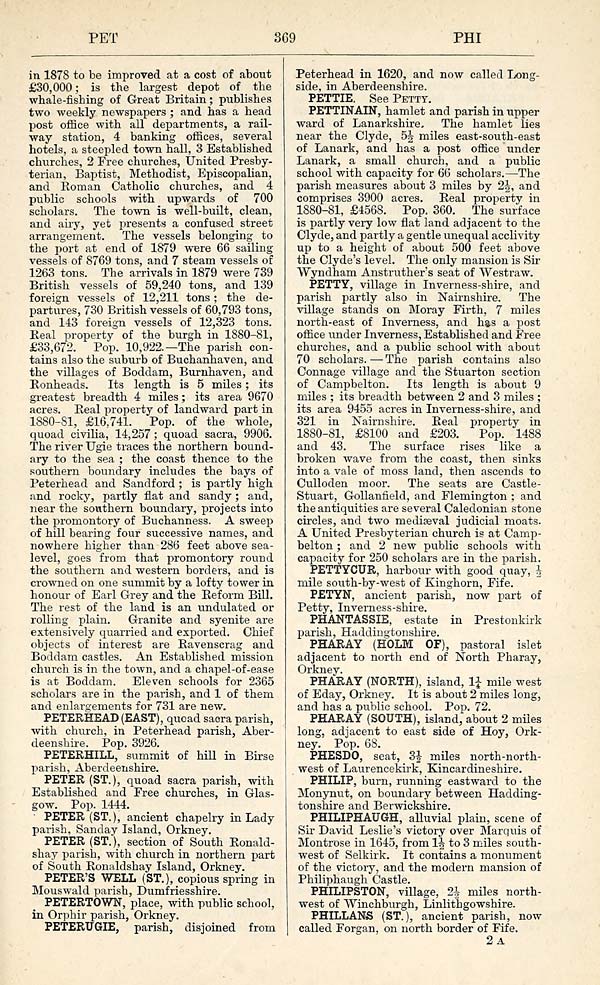 PET 369 PHI
in 1878 to be improved at a cost of about
£30,000; is the largest depot of the
whale-fishing of Great Britain; publishes
two weekly newspapers; and has a head
post office with all departments, a rail-
way station, 4 banking offices, several
hotels, a steepled town hall, 3 Established
churches, 2 Free churches, United Presby-
terian, Baptist, Methodist, Episcopalian,
and Roman Catholic churches, and 4
public schools with upwards of 700
scholars. The town is well-built, clean,
and airy, yet presents a confused street
arrangement. The vessels belonging to
the port at end of 1879 were 66 sailing
vessels of 8769 tons, and 7 steam vessels of
1263 tons. The arrivals in 1879 were 739
British vessels of 59,240 tons, and 139
foreign vessels of 12,211 tons; the de-
partures, 730 British vessels of 60,793 tons,
and 143 foreign vessels of 12,323 tons.
Real property of the burgh in 1880-81,
£33,672. Pop. 10,922.—The parish con-
tains also the suburb of Buchanhaven, and
the villages of Boddam, Burnhaven, and
Ronheads. Its length is 5 miles; its
greatest breadth 4 miles; its area 9670
acres. Real property of landward part in
1880-81, £16,741. Pop. of the whole,
quoad civilia, 14,257; quoad sacra, 9906.
The river Ugie traces the northern bound-
ary to the sea; the coast thence to the
southern boundary includes the bays of
Peterhead and Sandford; is partly high
and rocky, partly flat and sandy; and,
near the southern boundary, projects into
the promontory of Buchanness. A sweep
of hill bearing four successive names, and
nowhere higher than 286 feet above sea-
level, goes from that promontory round
the southern and western borders, and is
crowned on one summit by a lofty tower in
honour of Earl Grey and the Reform Bill.
The rest of the land is an undulated or
rolling plain. Granite and syenite are
extensively quarried and exported. Chief
objects of interest are Ravenscrag and
Boddam castles. An Established mission
church is in the town, and a chapel-of-ease
is at Boddam. Eleven schools for 2365
scholars are in the parish, and 1 of them
and enlargements for 731 are new.
PETERHEAD (EAST), quoad sacra parish,
with church, in Peterhead parish, Aber-
deenshire. Pop. 3926.
PETERHILL, summit of hill in Birse
parish, Aberdeenshire.
PETER (ST.), quoad sacra parish, with
Established and Free churches, in Glas-
gow. Pop. 1444.
PETER (ST.), ancient chapelry in Lady
parish, Sanday Island, Orkney.
PETER (ST.), section of South Ronald-
shay parish, with church in northern part
of South Ronaldshay Island, Orkney.
PETER'S WELL (ST.), copious spring in
Mouswald parish, Dumfriesshire.
PETERTOWN, place, with public school,
in Orphir parish, Orkney.
PETERUGIE, parish, disjoined from
Peterhead in 1620, and now called Long-
side, in Aberdeenshire.
PETTIE. See PETTY.
PETTINAIN, hamlet and parish in upper
ward of Lanarkshire. The hamlet lies
near the Clyde, 5½ miles east-south-east
of Lanark, and has a post office under
Lanark, a small church, and a public
school with capacity for 66 scholars.—The
parish measures about 3 miles by 2½, and
comprises 3900 acres. Real property in
1880-81, £4568. Pop. 360. The surface
is partly very low flat land adjacent to the
Clyde, and partly a gentle unequal acclivity
up to a height of about 500 feet above
the Clyde's level. The only mansion is Sir
Wyndham Anstruther's seat of Westraw.
PETTY, village in Inverness-shire, and
parish partly also in Nairnshire. The
village stands on Moray Firth, 7 miles
north-east of Inverness, and has a post
office under Inverness, Established and Free
churches, and a public school with about
70 scholars.—The parish contains also
Connage village and the Stuarton section
of Campbelton. Its length is about 9
miles; its breadth between 2 and 3 miles;
its area 9455 acres in Inverness-shire, and
321 in Nairnshire. Real property in
1880-81, £8100 and £203. Pop. 1488
and 43. The surface rises like a
broken wave from the coast, then sinks
into a vale of moss land, then ascends to
Culloden moor. The seats are Castle-
Stuart, Gollanfield, and Flemington; and
the antiquities are several Caledonian stone
circles, and two mediæval judicial moats.
A United Presbyterian church is at Camp-
belton; and 2 new public schools with
capacity for 250 scholars are in the parish.
PETTYCUR, harbour with good quay, ½
mile south-by-west of Kinghorn, Fife.
PETYN, ancient parish, now part of
Petty, Inverness-shire.
PHANTASSIE, estate in Prestonkirk
parish, Haddingtonshire.
PHARAY (HOLM OF), pastoral islet
adjacent to north end of North Pharay,
Orkney.
PHARAY (NORTH), island, 1¼ mile west
of Eday, Orkney. It is about 2 miles long,
and has a public school. Pop. 72.
PHARAY (SOUTH), island, about 2 miles
long, adjacent to east side of Hoy, Ork-
ney. Pop. 68.
PHESDO, seat, 3½ miles north-north-
west of Laurencekirk, Kincardineshire.
PHILIP, burn, running eastward to the
Monynut, on boundary between Hadding-
tonshire and Berwickshire.
PHILIPHAUGH, alluvial plain, scene of
Sir David Leslie's victory over Marquis of
Montrose in 1645, from 1½ to 3 miles south-
west of Selkirk. It contains a monument
of the victory, and the modern mansion of
Philiphaugh Castle.
PHILIPSTON, village, 2½ miles north-
west of Winchburgh, Linlithgowshire.
PHILLANS (ST.), ancient parish, now
called Forgan, on north border of Fife.
2 A